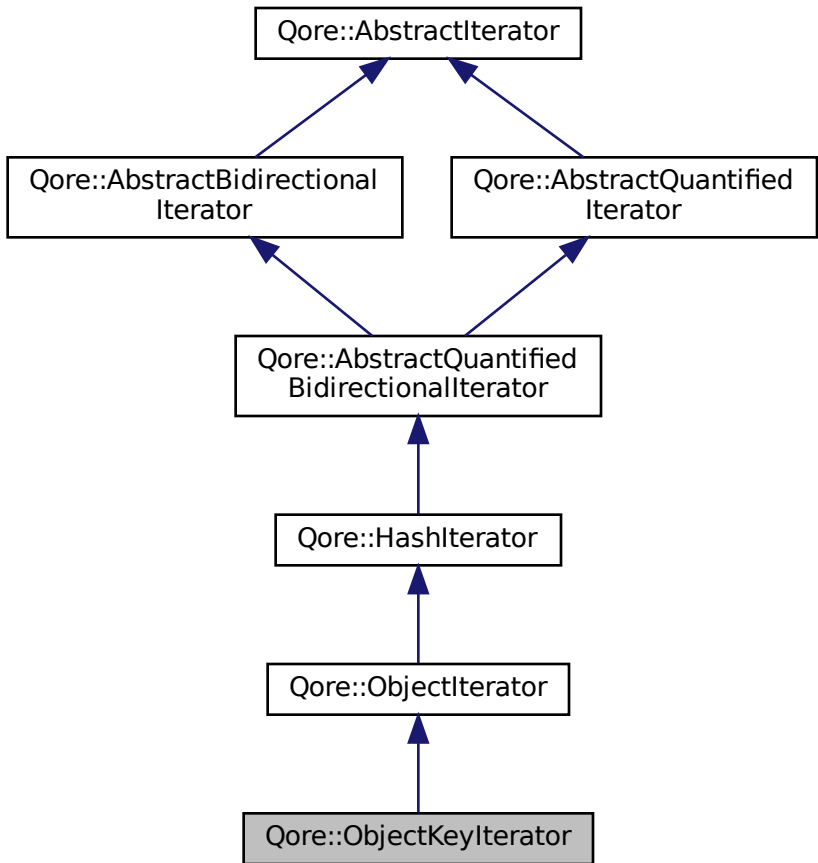 Qore::AbstractIterator
Qore::AbstractBidirectional
Iterator
Qore::AbstractQuantified
Iterator
Qore::AbstractQuantified
BidirectionalIterator
Qore::HashIterator
Qore::ObjectIterator
Qore::ObjectKeyIterator